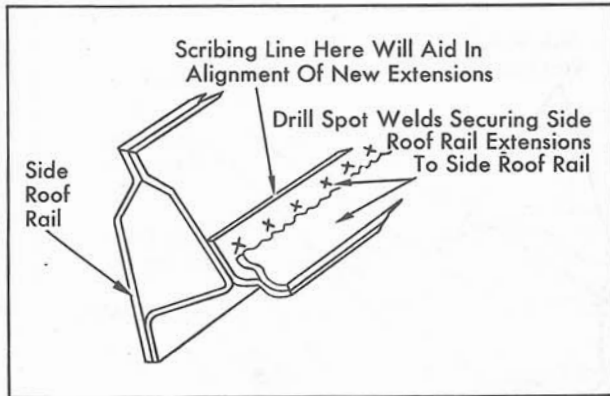 Scribing Line Here Will Aid In
Alignment Of New Extensions
Drill Spot Welds Securing Side
Roof Rail Extensions
To Side Roof Rail
Side
Roof
Rail